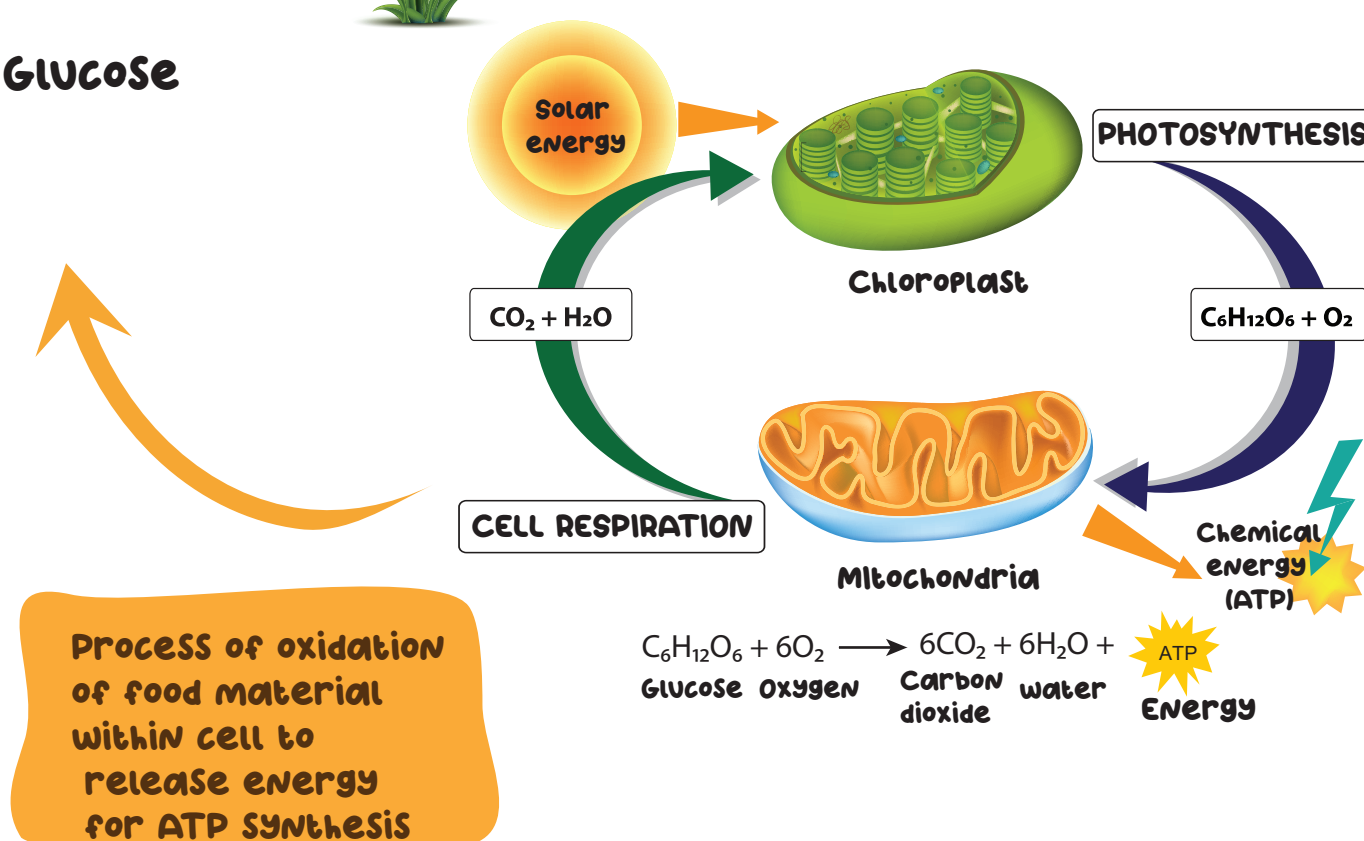 Glucose
Solar
energy
PHOTOSYNTHESIS
Chloroplast
CO₂ + H2O
C₆H₁₂O₆ + O₂
CELL RESPIRATION
Mitochondria
Chemical
energy
(ATP)
C₆H₁₂O₆ + 6O₂ ⟶ 6CO₂ + 6H₂O + ATP
Glucose Oxygen Carbon dioxide water Energy
Process of oxidation
of food material
within cell to
release energy
for ATP synthesis